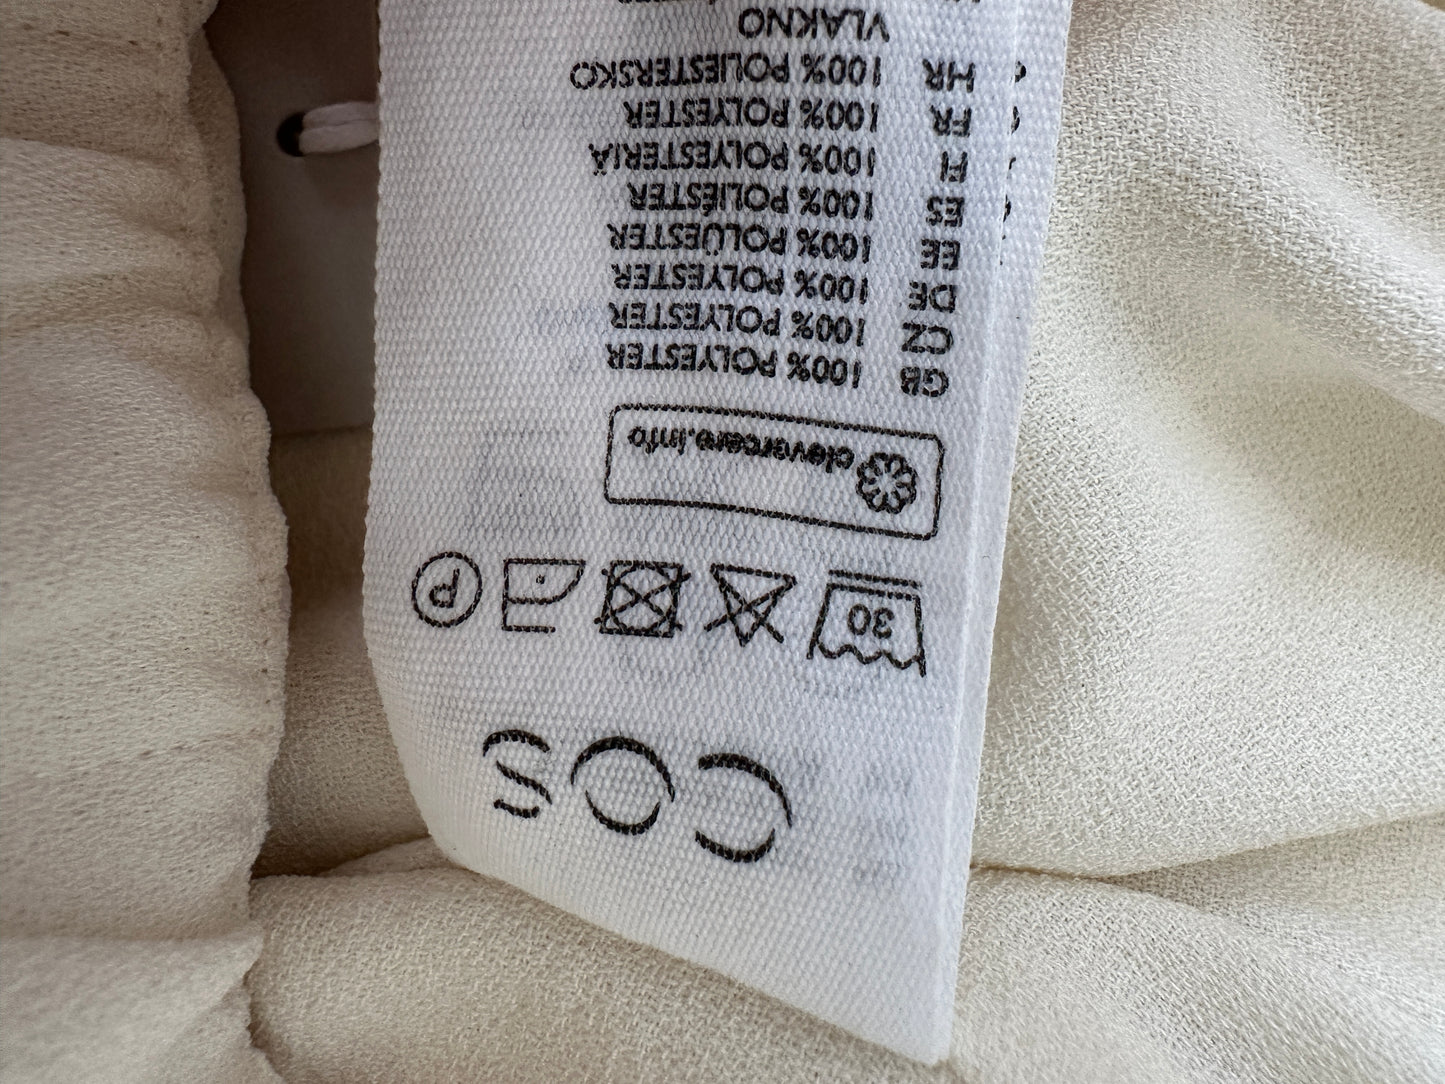 COS
30
P
clevercare.info
GB 100% POLYESTER
CZ 100% POLYESTER
DE 100% POLYESTER
EE 100% POLÜESTER
ES 100% POLIÉSTER
FI 100% POLYESTERIÄ
FR 100% POLYESTER
HR 100% POLIESTERSKO
VLAKNO